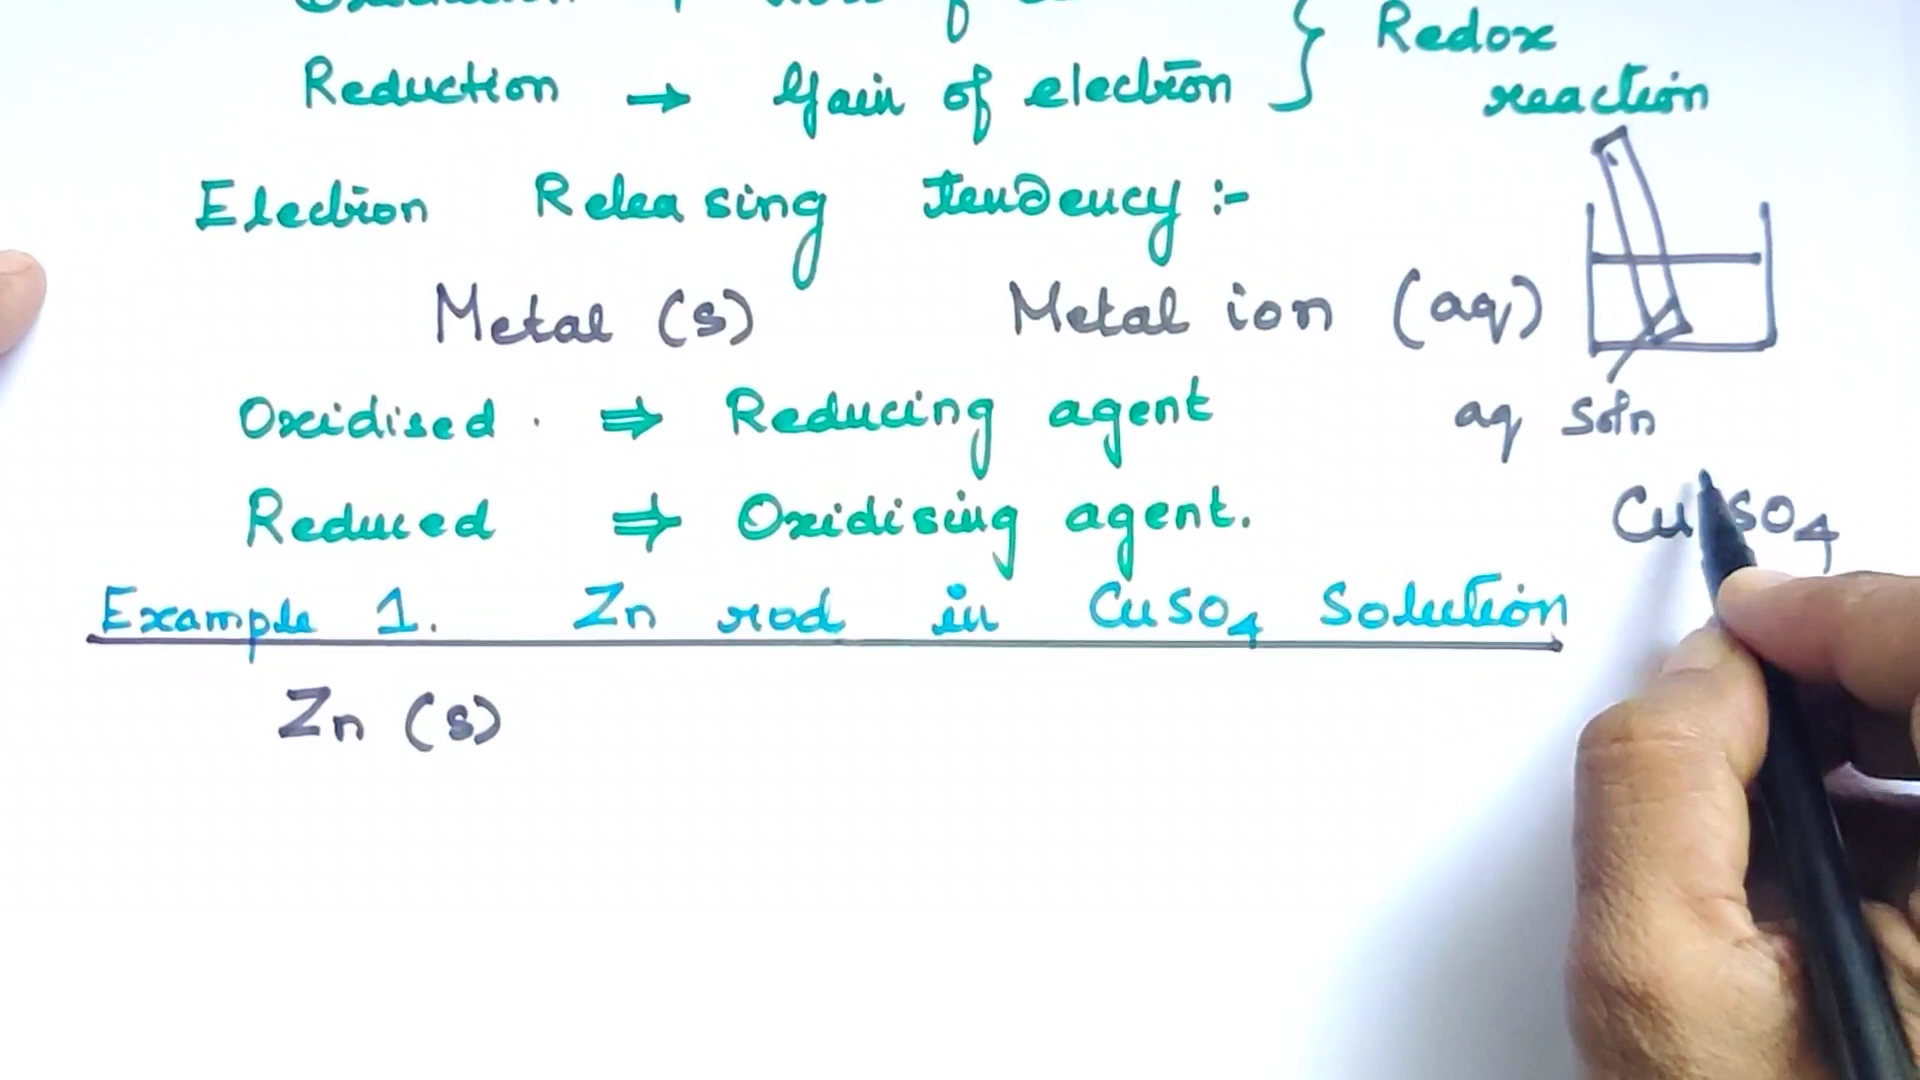 Reduction → Gain of electron } Redox reaction
Electron Releasing tendency :-
Metal (s) Metal ion (aq)
Oxidised . ⇒ Reducing agent
aq Soln
Reduced ⇒ Oxidising agent.
CuSO4
Example 1. Zn rod in CuSO4 Solution
Zn (s)